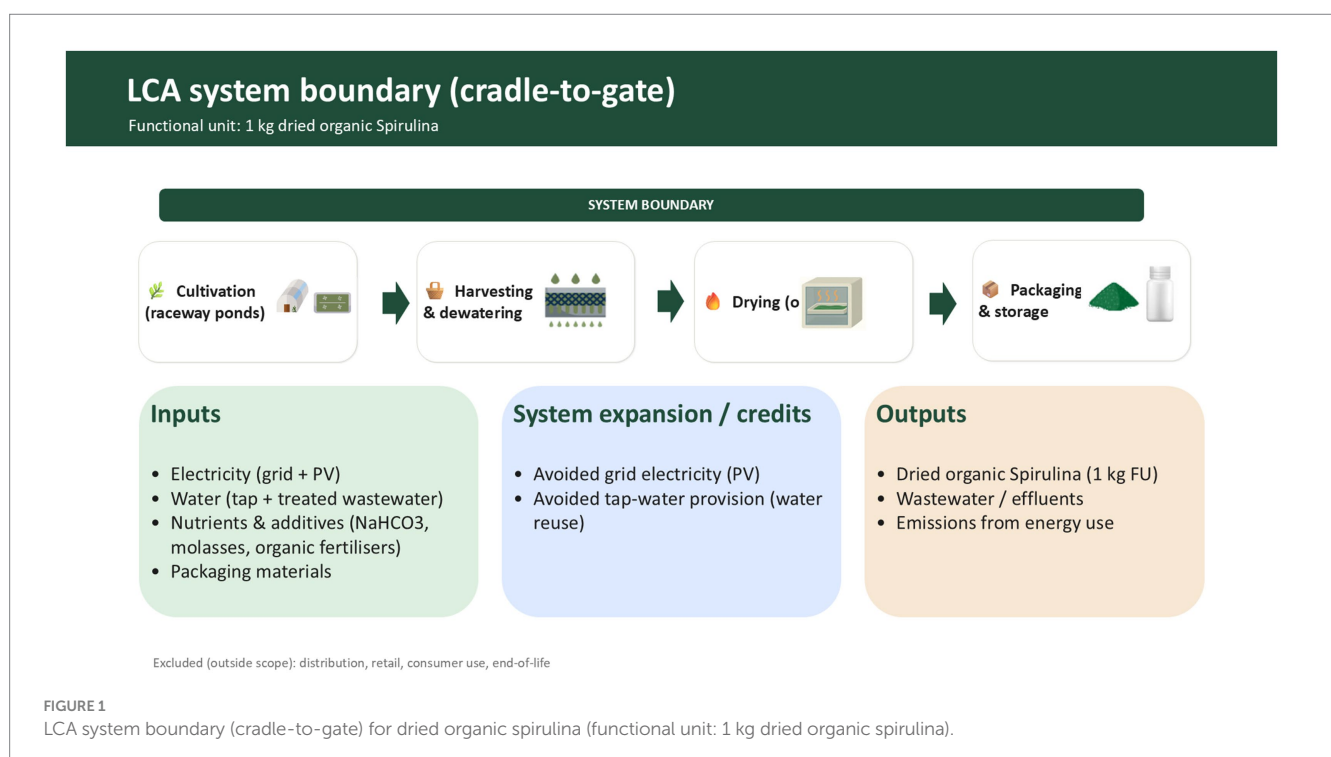 LCA system boundary (cradle-to-gate)
Functional unit: 1 kg dried organic Spirulina
SYSTEM BOUNDARY
Cultivation
(raceway ponds)
Harvesting
& dewatering
Drying (o
Packaging
& storage
Inputs
• Electricity (grid + PV)
• Water (tap + treated wastewater)
• Nutrients & additives (NaHCO3,
molasses, organic fertilisers)
• Packaging materials
System expansion / credits
• Avoided grid electricity (PV)
• Avoided tap-water provision (water
reuse)
Outputs
• Dried organic Spirulina (1 kg FU)
• Wastewater / effluents
• Emissions from energy use
Excluded (outside scope): distribution, retail, consumer use, end-of-life
FIGURE 1
LCA system boundary (cradle-to-gate) for dried organic spirulina (functional unit: 1 kg dried organic spirulina).